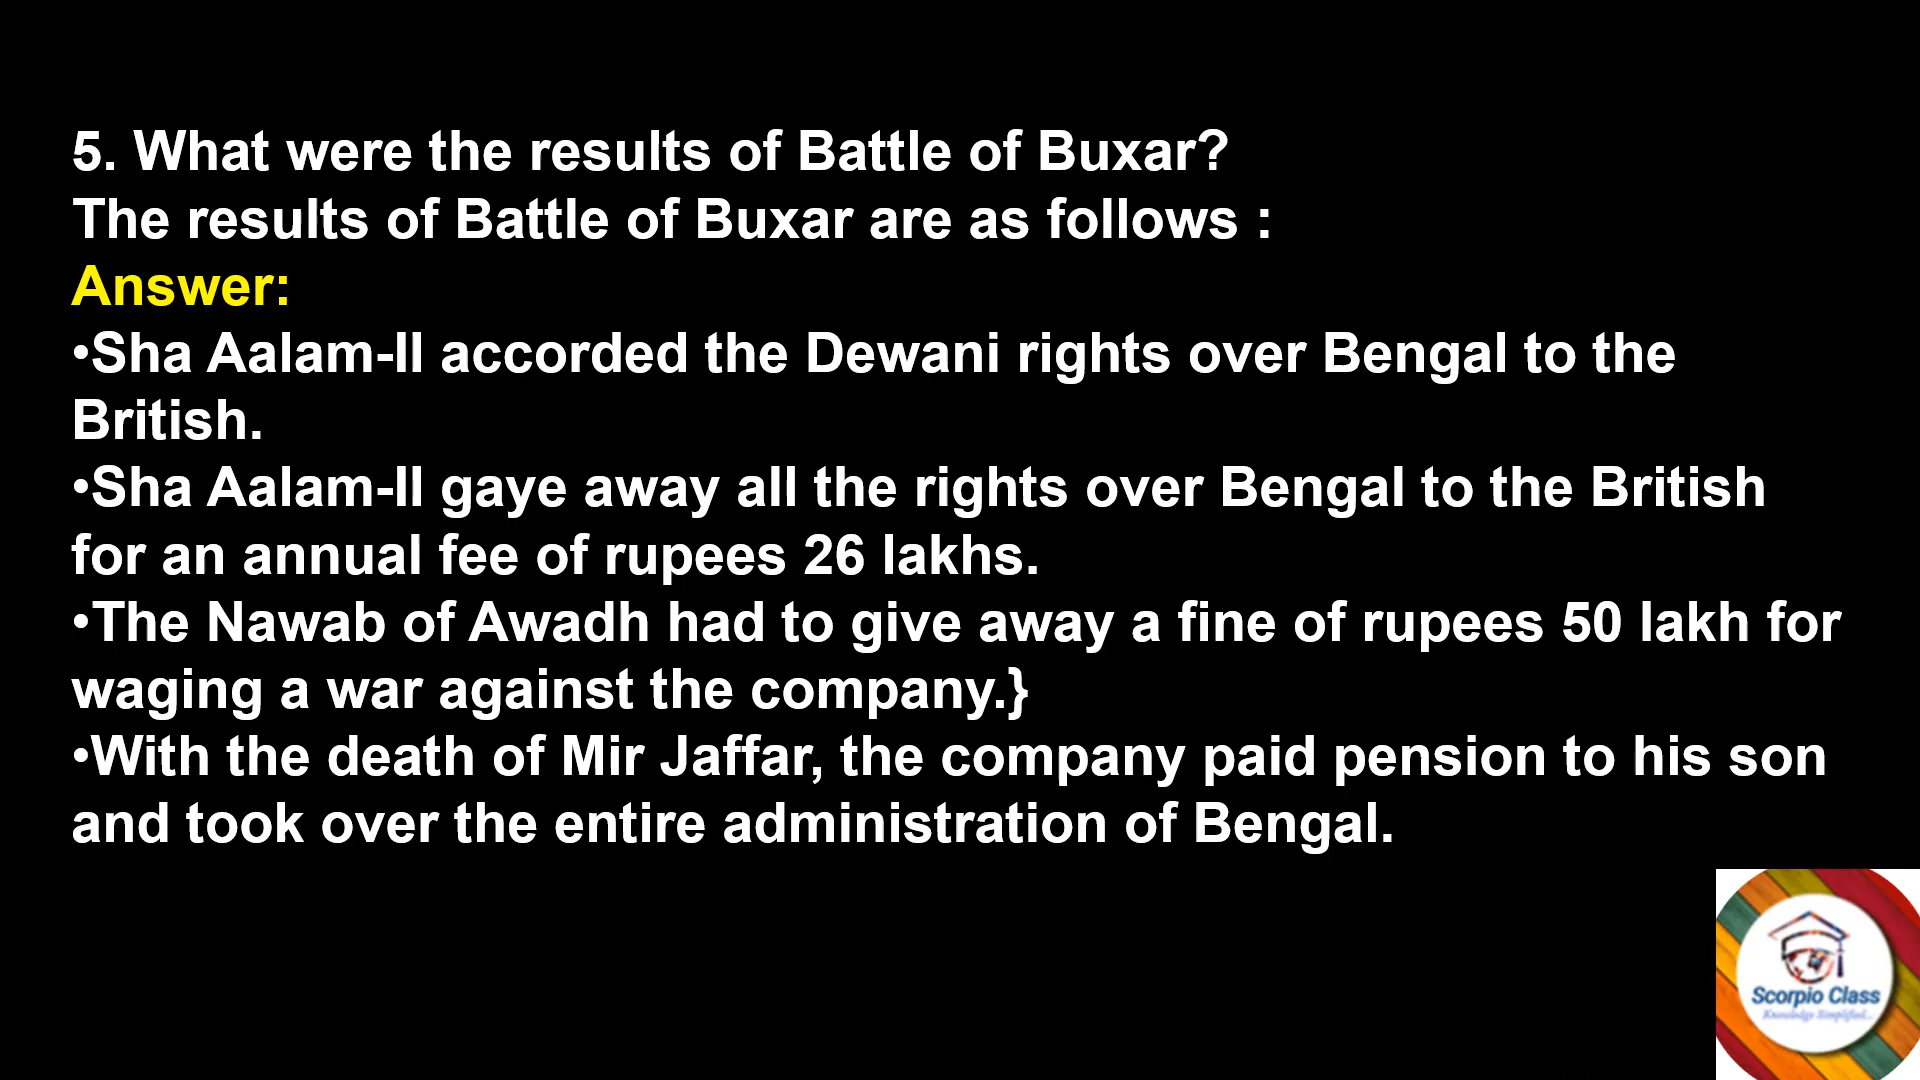 5. What were the results of Battle of Buxar?
The results of Battle of Buxar are as follows :
Answer:
•Sha Aalam-II accorded the Dewani rights over Bengal to the
British.
•Sha Aalam-II gaye away all the rights over Bengal to the British
for an annual fee of rupees 26 lakhs.
•The Nawab of Awadh had to give away a fine of rupees 50 lakh for
waging a war against the company.}
•With the death of Mir Jaffar, the company paid pension to his son
and took over the entire administration of Bengal.
Scorpio Class
Knowledge Simplified...